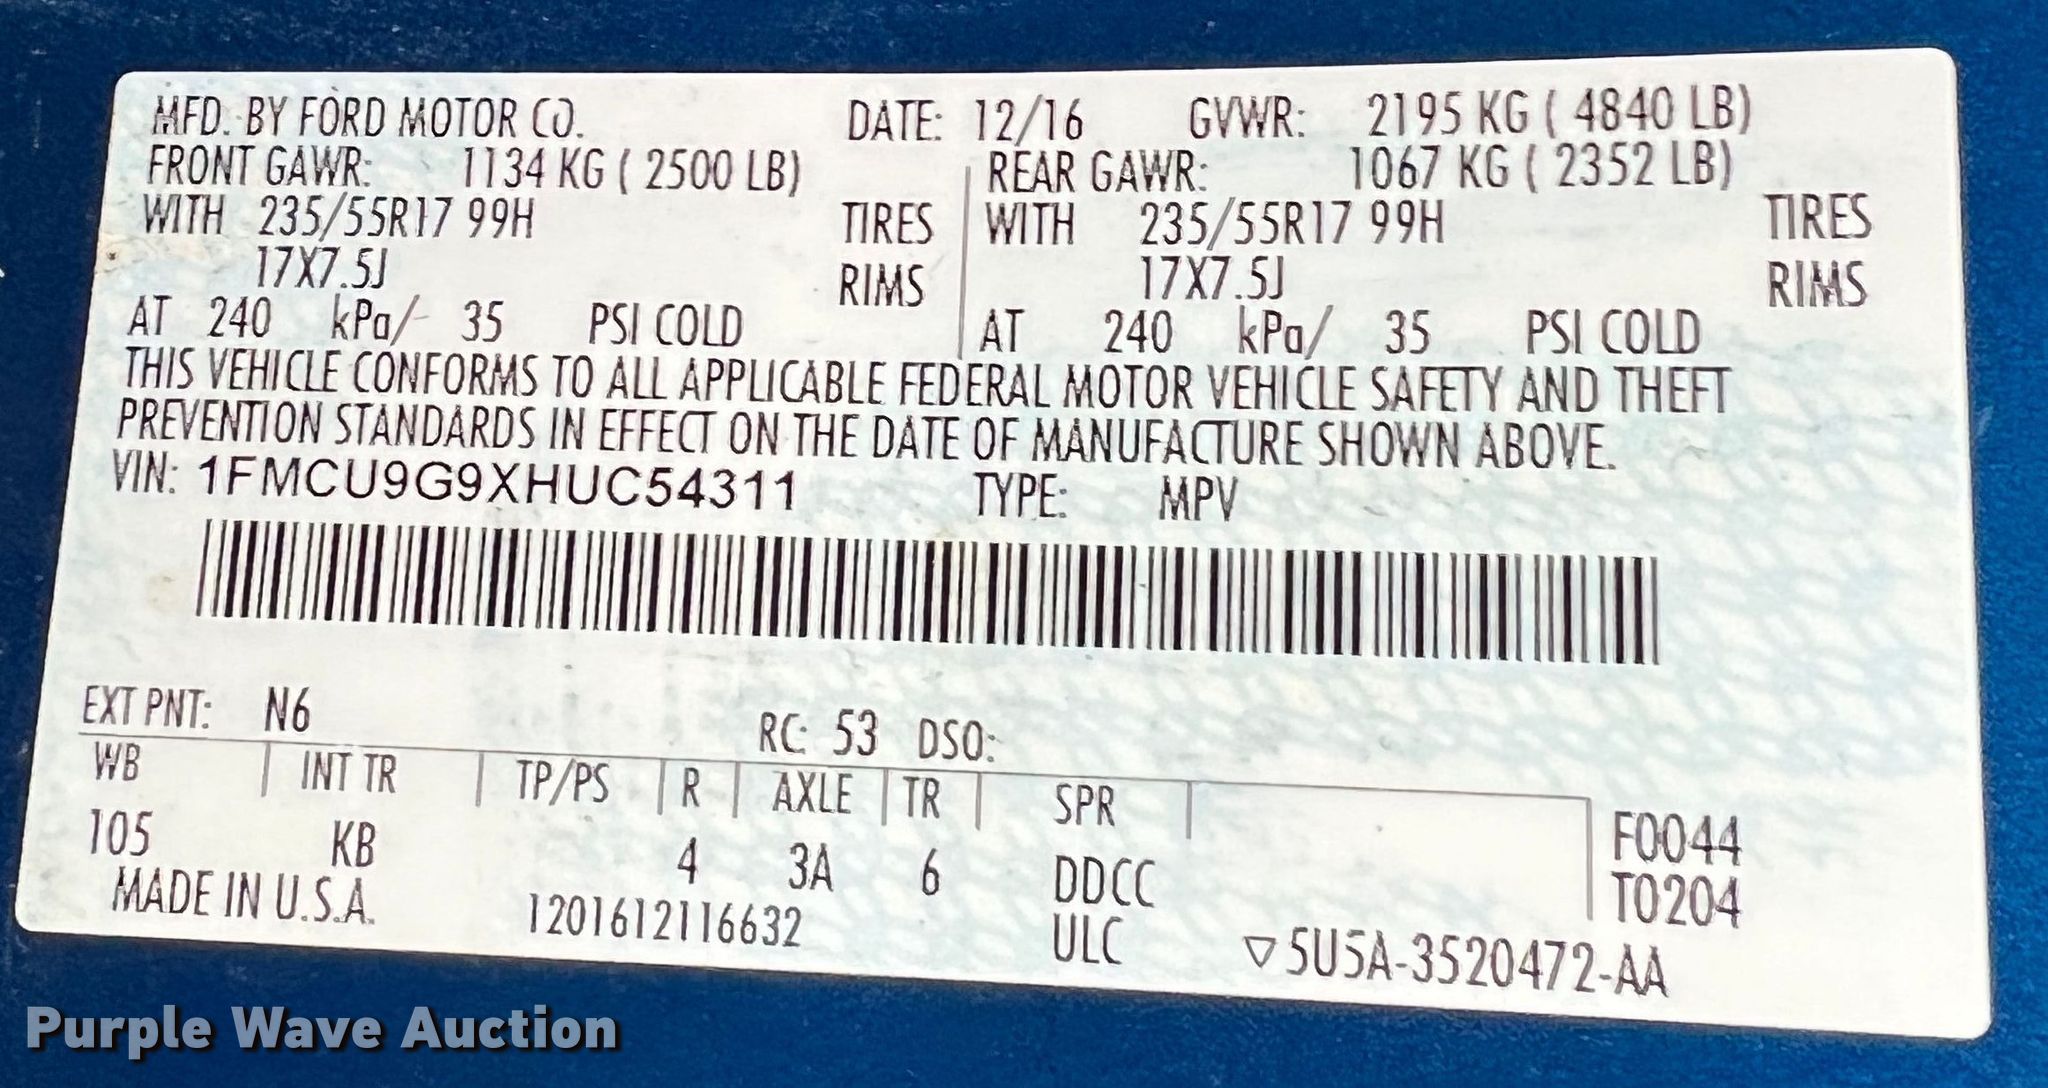 MFD. BY FORD MOTOR CO. DATE: 12/16 GVWR: 2195 KG ( 4840 LB)
FRONT GAWR: 1134 KG ( 2500 LB) REAR GAWR: 1067 KG ( 2352 LB)
WITH 235/55R17 99H TIRES WITH 235/55R17 99H TIRES
17X7.5J RIMS 17X7.5J RIMS
AT 240 kPa/ 35 PSI COLD AT 240 kPa/ 35 PSI COLD
THIS VEHICLE CONFORMS TO ALL APPLICABLE FEDERAL MOTOR VEHICLE SAFETY AND THEFT
PREVENTION STANDARDS IN EFFECT ON THE DATE OF MANUFACTURE SHOWN ABOVE.
VIN: 1FMCU9G9XHUC54311 TYPE: MPV
EXT PNT: N6 RC: 53 DSO:
WB INT TR TP/PS R AXLE TR SPR
105 KB 4 3A 6 DDCC F0044
MADE IN U.S.A. 1201612116632 ULC T0204
▽5U5A-3520472-AA
Purple Wave Auction